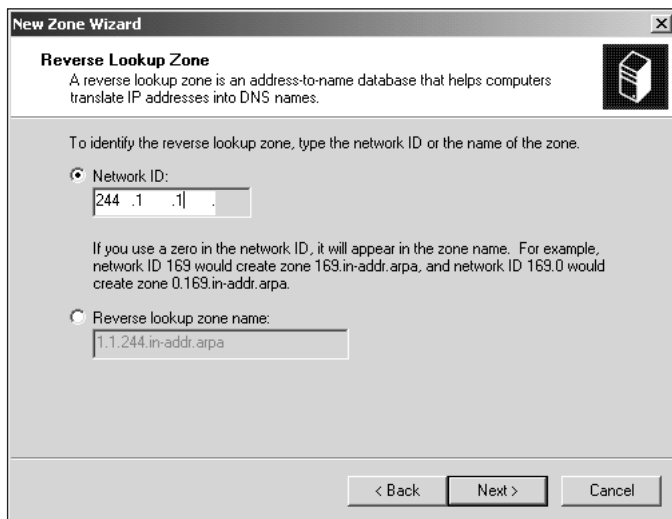 New Zone Wizard
Reverse Lookup Zone
A reverse lookup zone is an address-to-name database that helps computers
translate IP addresses into DNS names.
To identify the reverse lookup zone, type the network ID or the name of the zone.
Network ID:
244 .1 .1 .
If you use a zero in the network ID, it will appear in the zone name. For example,
network ID 169 would create zone 169.in-addr.arpa, and network ID 169.0 would
create zone 0.169.in-addr.arpa.
Reverse lookup zone name:
1.1.244.in-addr.arpa
< Back Next > Cancel